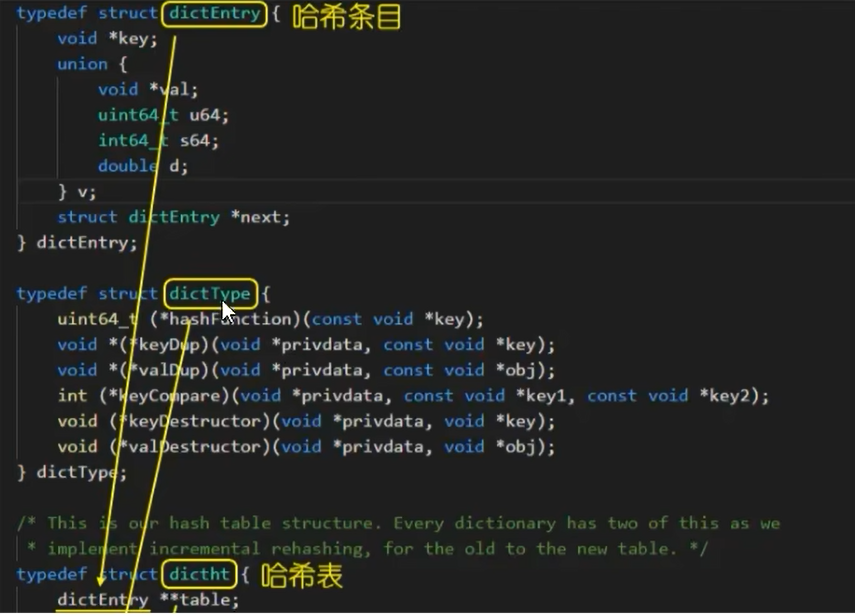 typedef struct dictEntry { 哈希条目
void *key;
union {
void *val;
uint64_t u64;
int64_t s64;
double d;
} v;
struct dictEntry *next;
} dictEntry;
typedef struct dictType {
uint64_t (*hashFunction)(const void *key);
void *(*keyDup)(void *privdata, const void *key);
void *(*valDup)(void *privdata, const void *obj);
int (*keyCompare)(void *privdata, const void *key1, const void *key2);
void (*keyDestructor)(void *privdata, void *key);
void (*valDestructor)(void *privdata, void *obj);
} dictType;
/* This is our hash table structure. Every dictionary has two of this as we
* implement incremental rehashing, for the old to the new table. */
typedef struct dictht { 哈希表
dictEntry **table;